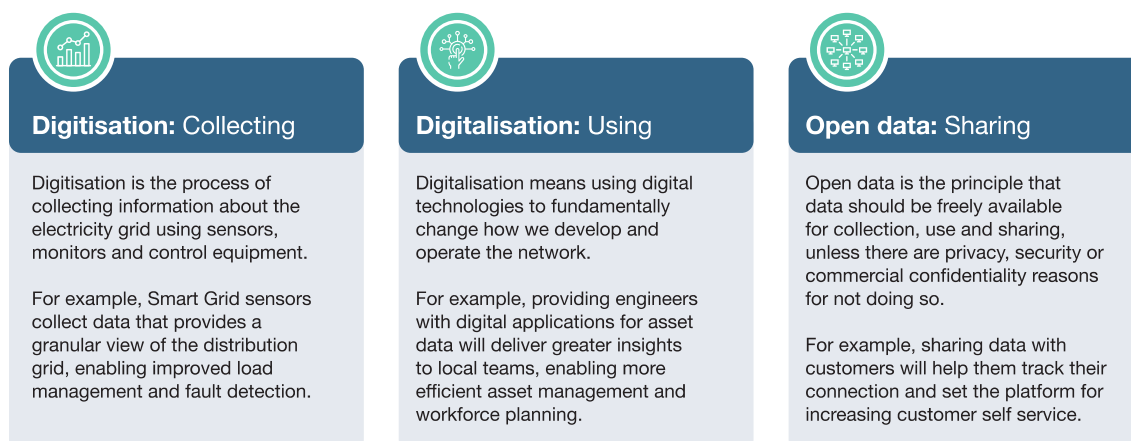 Digitisation: Collecting
Digitisation is the process of
collecting information about the
electricity grid using sensors,
monitors and control equipment.
For example, Smart Grid sensors
collect data that provides a
granular view of the distribution
grid, enabling improved load
management and fault detection.
Digitalisation: Using
Digitalisation means using digital
technologies to fundamentally
change how we develop and
operate the network.
For example, providing engineers
with digital applications for asset
data will deliver greater insights
to local teams, enabling more
efficient asset management and
workforce planning.
Open data: Sharing
Open data is the principle that
data should be freely available
for collection, use and sharing,
unless there are privacy, security or
commercial confidentiality reasons
for not doing so.
For example, sharing data with
customers will help them track their
connection and set the platform for
increasing customer self service.